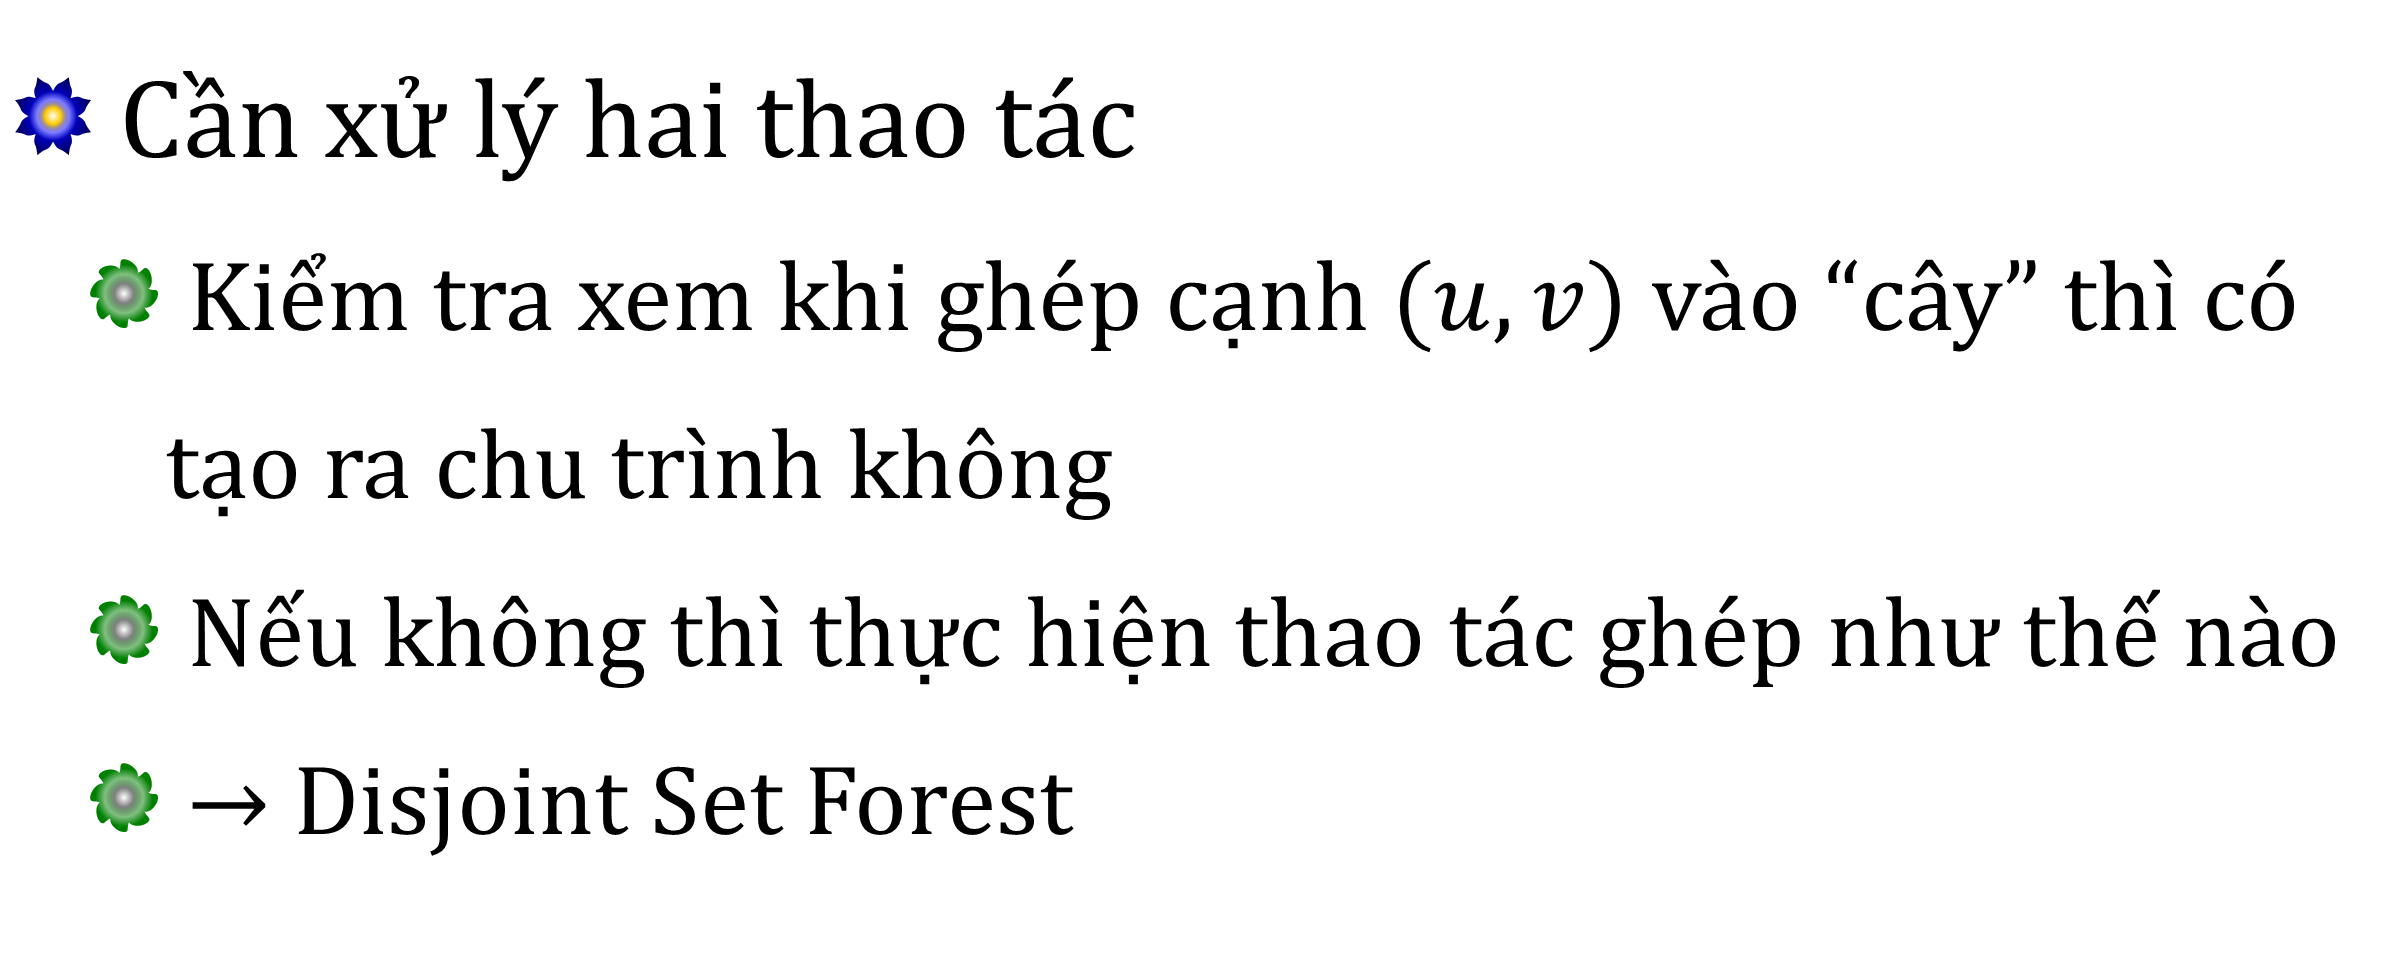 Cần xử lý hai thao tác
Kiểm tra xem khi ghép cạnh (𝑢, 𝑣) vào “cây” thì có
tạo ra chu trình không
Nếu không thì thực hiện thao tác ghép như thế nào
→ Disjoint Set Forest